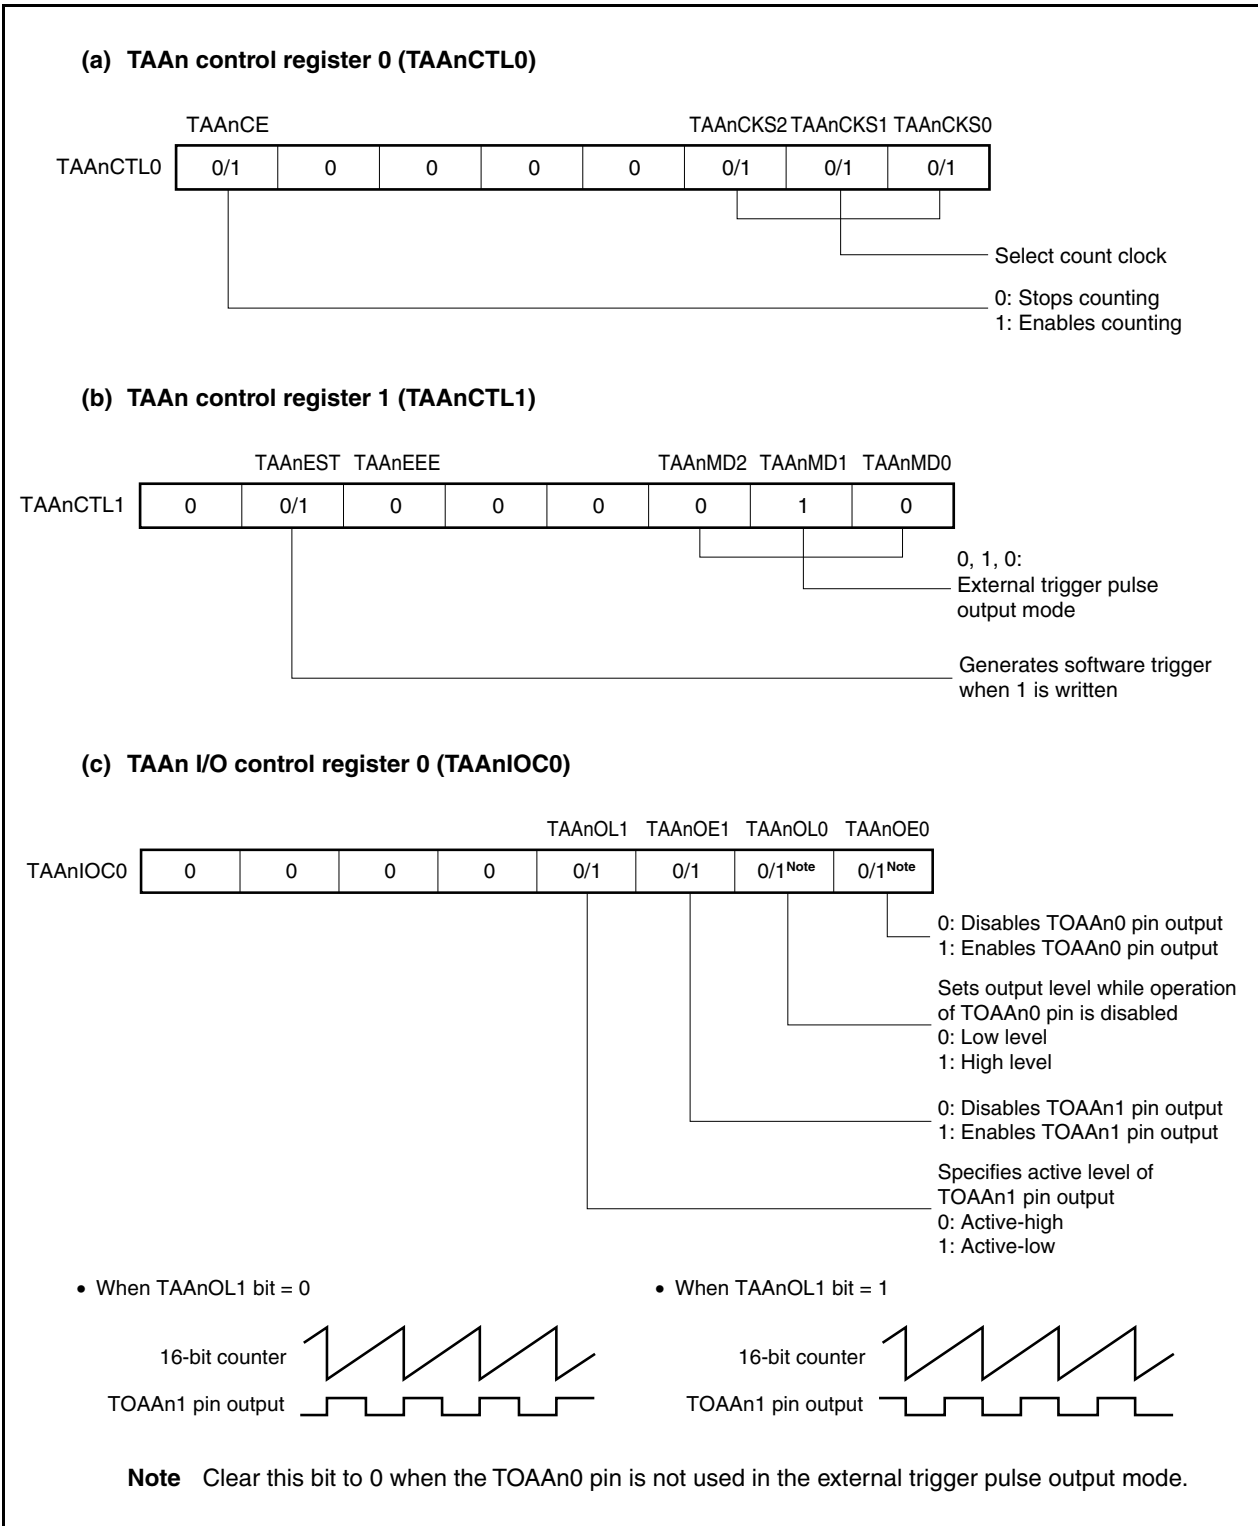 (a) TAAn control register 0 (TAAnCTL0)
TAAnCE TAAnCKS2 TAAnCKS1 TAAnCKS0
TAAnCTL0 0/1 0 0 0 0 0/1 0/1 0/1
Select count clock
0: Stops counting
1: Enables counting
(b) TAAn control register 1 (TAAnCTL1)
TAAnEST TAAnEEE TAAnMD2 TAAnMD1 TAAnMD0
TAAnCTL1 0 0/1 0 0 0 0 1 0
0, 1, 0:
External trigger pulse
output mode
Generates software trigger
when 1 is written
(c) TAAn I/O control register 0 (TAAnIOC0)
TAAnOL1 TAAnOE1 TAAnOL0 TAAnOE0
TAAnIOC0 0 0 0 0 0/1 0/1 0/1Note 0/1Note
0: Disables TOAAn0 pin output
1: Enables TOAAn0 pin output
Sets output level while operation
of TOAAn0 pin is disabled
0: Low level
1: High level
0: Disables TOAAn1 pin output
1: Enables TOAAn1 pin output
Specifies active level of
TOAAn1 pin output
0: Active-high
1: Active-low
• When TAAnOL1 bit = 0
16-bit counter
TOAAn1 pin output
• When TAAnOL1 bit = 1
16-bit counter
TOAAn1 pin output
Note Clear this bit to 0 when the TOAAn0 pin is not used in the external trigger pulse output mode.